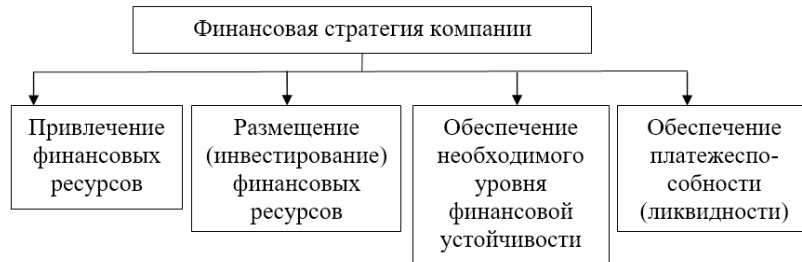 Финансовая стратегия компании
Привлечение
финансовых
ресурсов
Размещение
(инвестирование)
финансовых
ресурсов
Обеспечение
необходимого
уровня
финансовой
устойчивости
Обеспечение
платежеспо-
собности
(ликвидности)